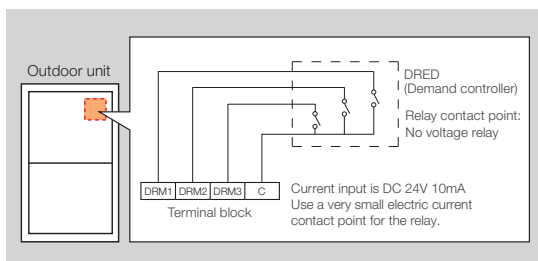 Outdoor unit
DRED
(Demand controller)
Relay contact point:
No voltage relay
DRM1 DRM2 DRM3 C
Terminal block
Current input is DC 24V 10mA
Use a very small electric current
contact point for the relay.